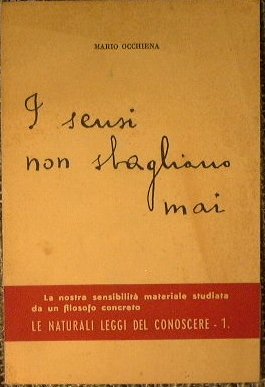 MARIO OCCHIENA
I sensi
non sbagliano
mai
La nostra sensibilità materiale studiata
da un filosofo concreto
LE NATURALI LEGGI DEL CONOSCERE - 1.